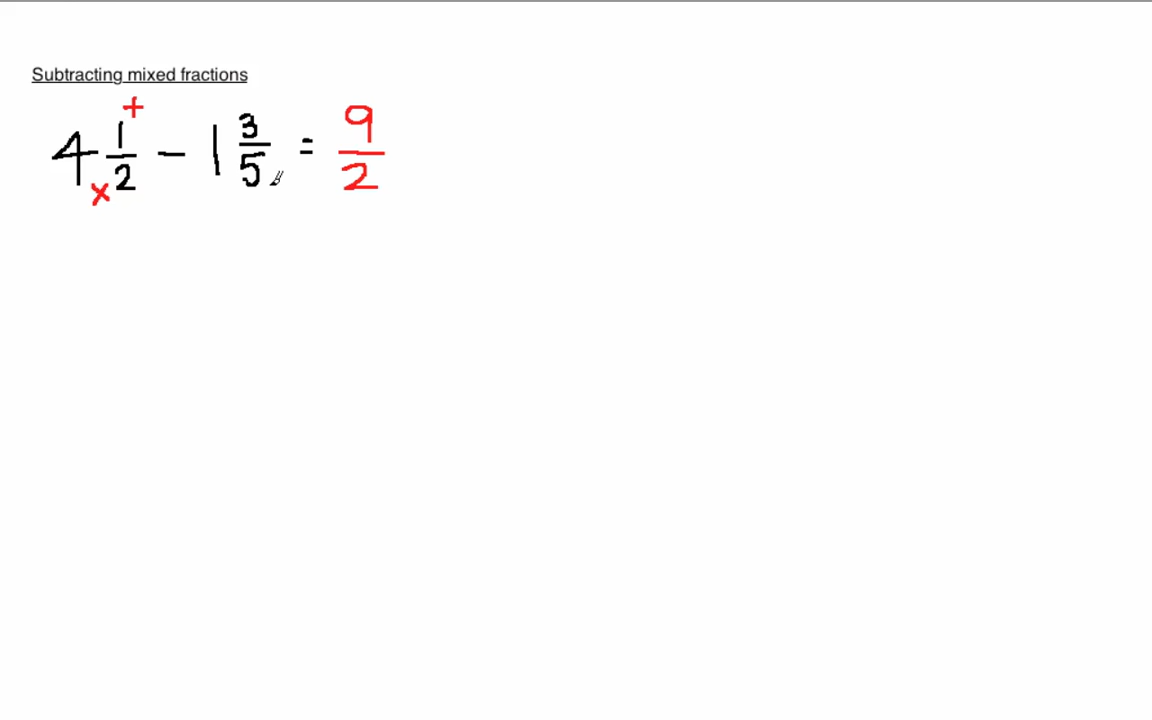 Subtracting mixed fractions
4 1/2 + x - 1 3/5 = 9/2